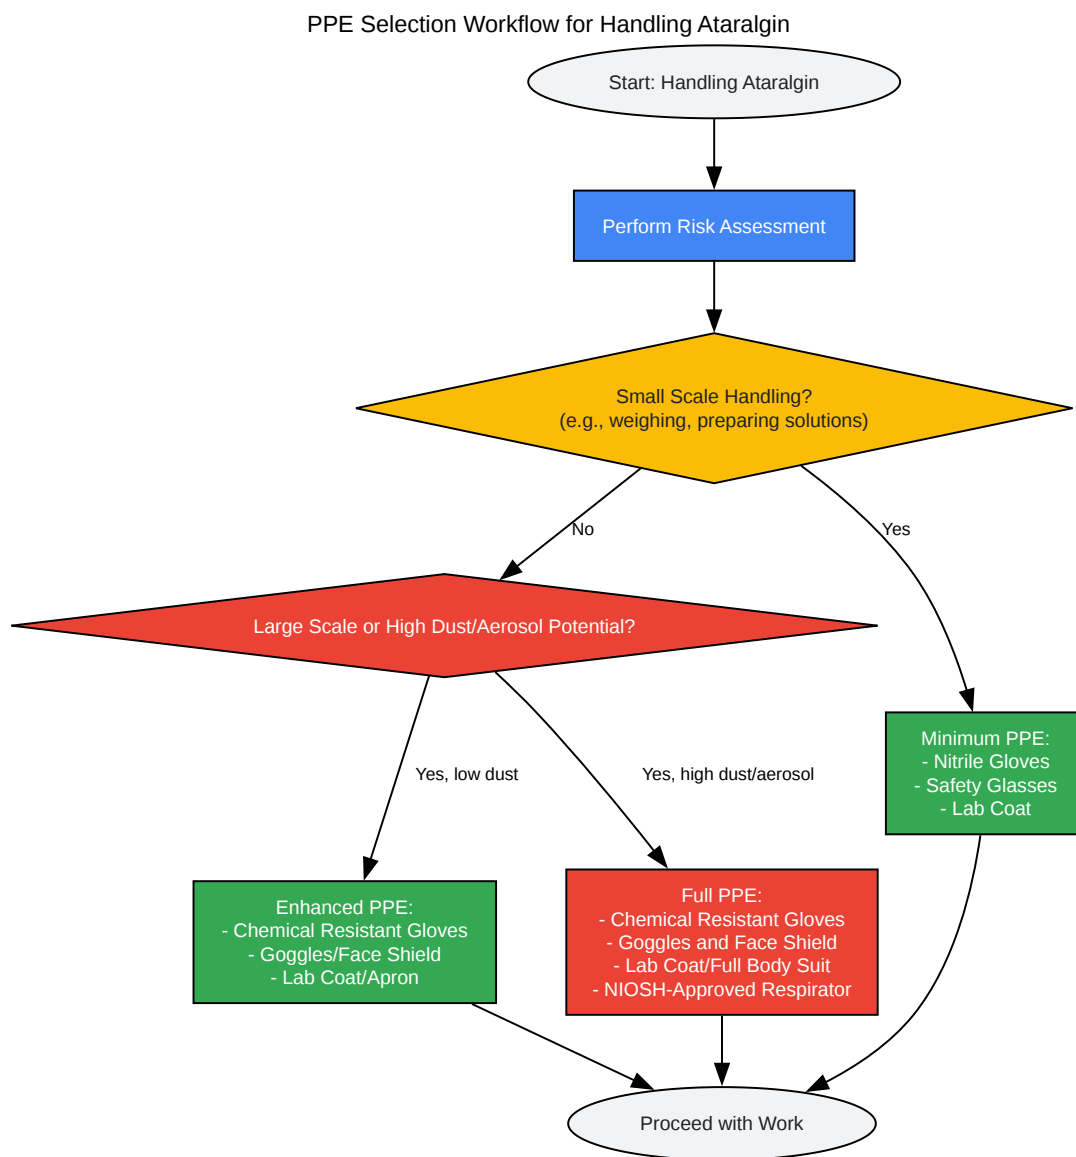 PPE Selection Workflow for Handling Ataralgin
Start: Handling Ataralgin
Perform Risk Assessment
Small Scale Handling?
(e.g., weighing, preparing solutions)
No
Yes
Large Scale or High Dust/Aerosol Potential?
Yes, low dust
Yes, high dust/aerosol
Minimum PPE:
- Nitrile Gloves
- Safety Glasses
- Lab Coat
Enhanced PPE:
- Chemical Resistant Gloves
- Goggles/Face Shield
- Lab Coat/Apron
Full PPE:
- Chemical Resistant Gloves
- Goggles and Face Shield
- Lab Coat/Full Body Suit
- NIOSH-Approved Respirator
Proceed with Work